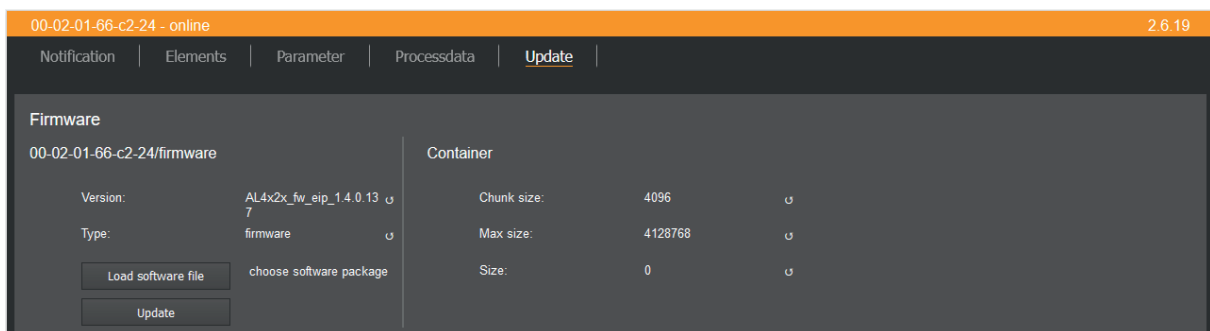 00-02-01-66-c2-24 - online 2.6.19
Notification Elements Parameter Processdata Update
Firmware
00-02-01-66-c2-24/firmware Container
Version: AL4x2x_fw_eip_1.4.0.13 Chunk size: 4096
7
Type: firmware Max size: 4128768
Load software file choose software package Size: 0
Update